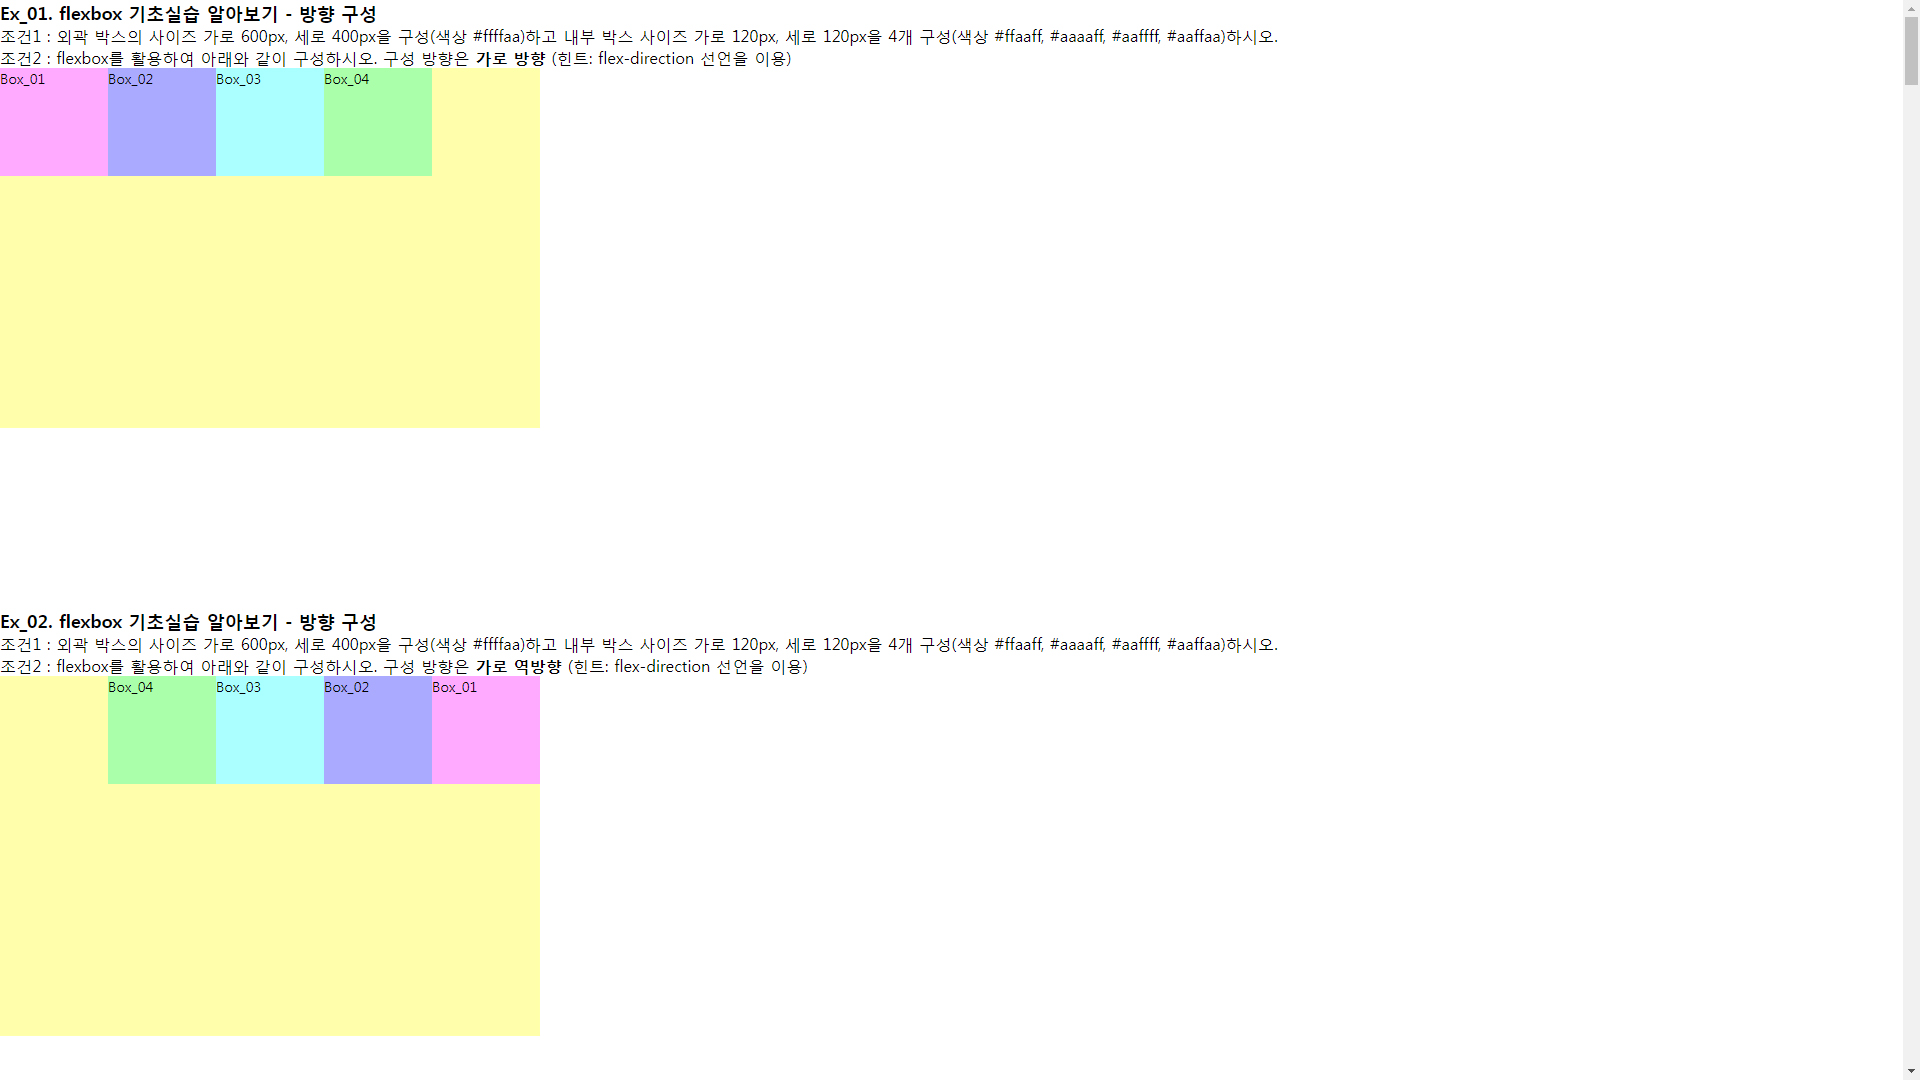 Ex_01. flexbox 기초실습 알아보기 - 방향 구성
조건1 : 외곽 박스의 사이즈 가로 600px, 세로 400px을 구성(색상 #ffffaa)하고 내부 박스 사이즈 가로 120px, 세로 120px을 4개 구성(색상 #ffaaff, #aaaaff, #aaffff, #aaffaa)하시오.
조건2 : flexbox를 활용하여 아래와 같이 구성하시오. 구성 방향은 가로 방향 (힌트: flex-direction 선언을 이용)
Box_01 Box_02 Box_03 Box_04
Ex_02. flexbox 기초실습 알아보기 - 방향 구성
조건1 : 외곽 박스의 사이즈 가로 600px, 세로 400px을 구성(색상 #ffffaa)하고 내부 박스 사이즈 가로 120px, 세로 120px을 4개 구성(색상 #ffaaff, #aaaaff, #aaffff, #aaffaa)하시오.
조건2 : flexbox를 활용하여 아래와 같이 구성하시오. 구성 방향은 가로 역방향 (힌트: flex-direction 선언을 이용)
Box_04 Box_03 Box_02 Box_01